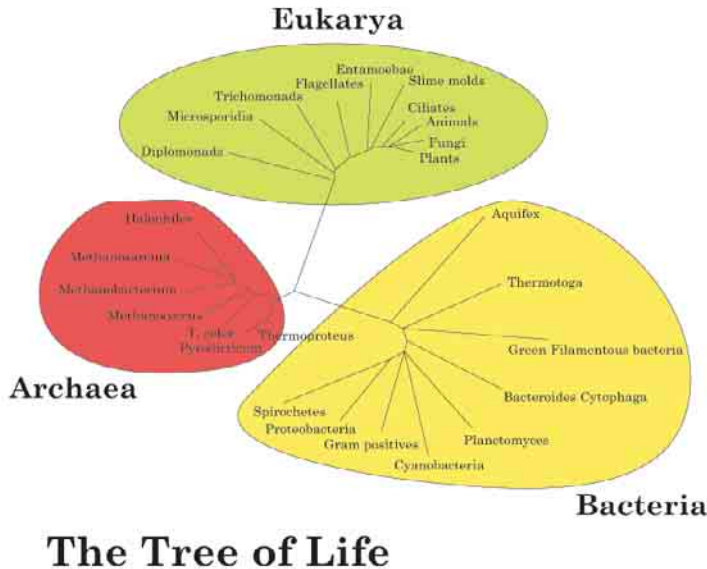 Eukarya
Entamoebae
Slime molds
Flagellates
Trichomonads
Ciliates
Animals
Microsporidia
Fungi
Plants
Diplomonads
Halophiles
Aquifex
Methanosarcina
Thermotoga
Methanobacterium
Methanococcus
T. celer
Thermoproteus
Pyrodicticum
Green Filamentous bacteria
Archaea
Bacteroides Cytophaga
Spirochetes
Proteobacteria
Gram positives
Planctomyces
Cyanobacteria
Bacteria
The Tree of Life